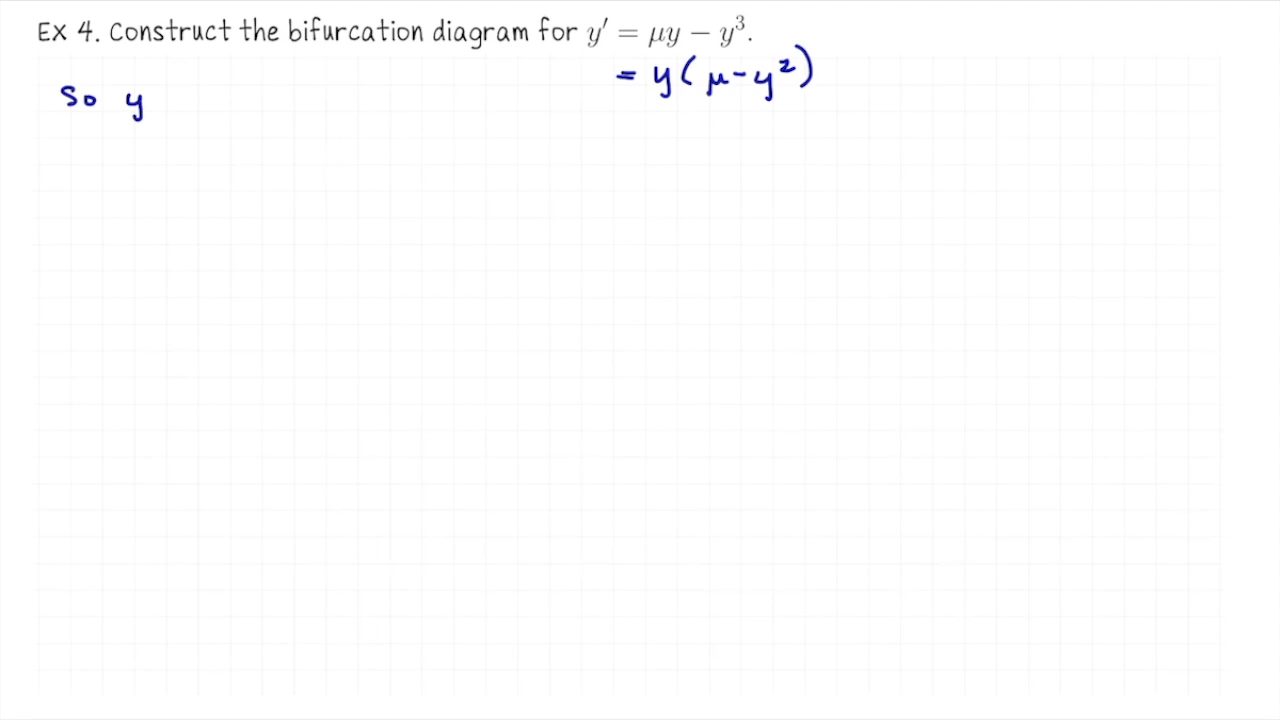 Ex 4. Construct the bifurcation diagram for y′ = μy − y³.
= y(μ-y²)
So y